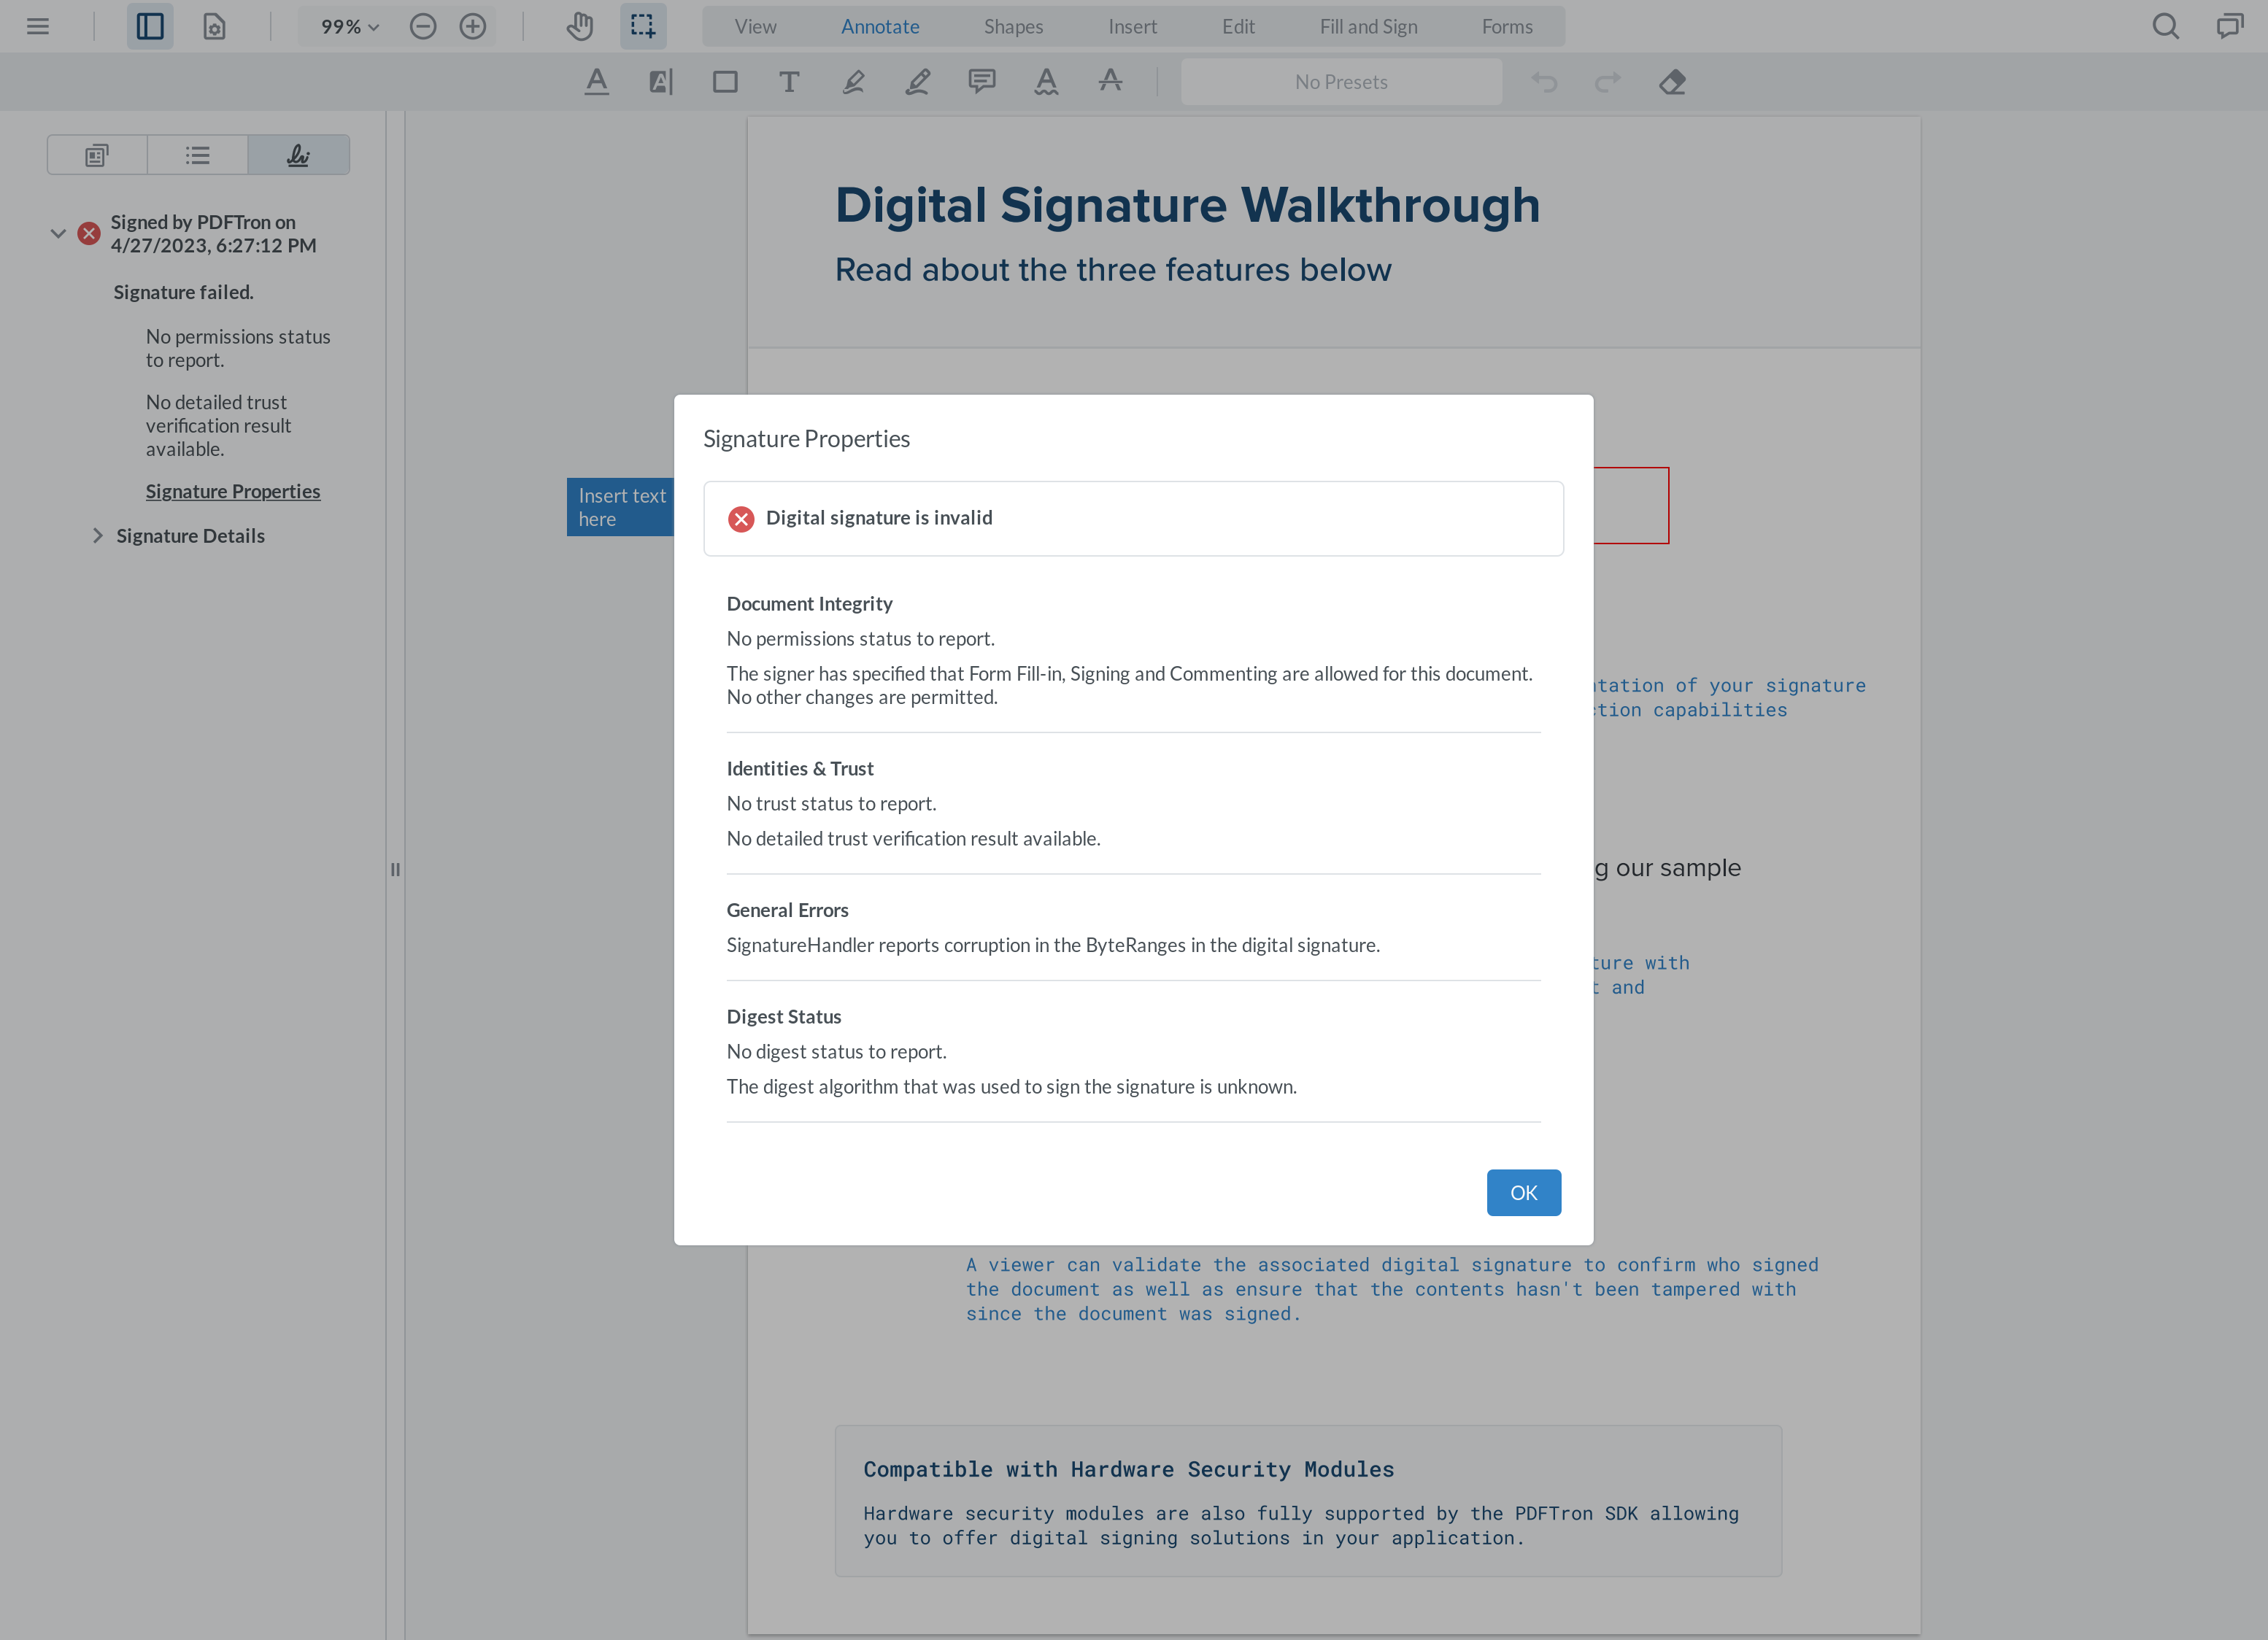 99%
View
Annotate
Shapes
Insert
Edit
Fill and Sign
Forms
No Presets
Signed by PDFTron on
4/27/2023, 6:27:12 PM
Signature failed.
No permissions status
to report.
No detailed trust
verification result
available.
Signature Properties
Signature Details
Digital Signature Walkthrough
Read about the three features below
Insert text
here
Signature Properties
Digital signature is invalid
Document Integrity
No permissions status to report.
The signer has specified that Form Fill-in, Signing and Commenting are allowed for this document.
No other changes are permitted.
Identities & Trust
No trust status to report.
No detailed trust verification result available.
General Errors
SignatureHandler reports corruption in the ByteRanges in the digital signature.
Digest Status
No digest status to report.
The digest algorithm that was used to sign the signature is unknown.
OK
of your signature
capabilities
our sample
with
and
A viewer can validate the associated digital signature to confirm who signed
the document as well as ensure that the contents hasn't been tampered with
since the document was signed.
Compatible with Hardware Security Modules
Hardware security modules are also fully supported by the PDFTron SDK allowing
you to offer digital signing solutions in your application.